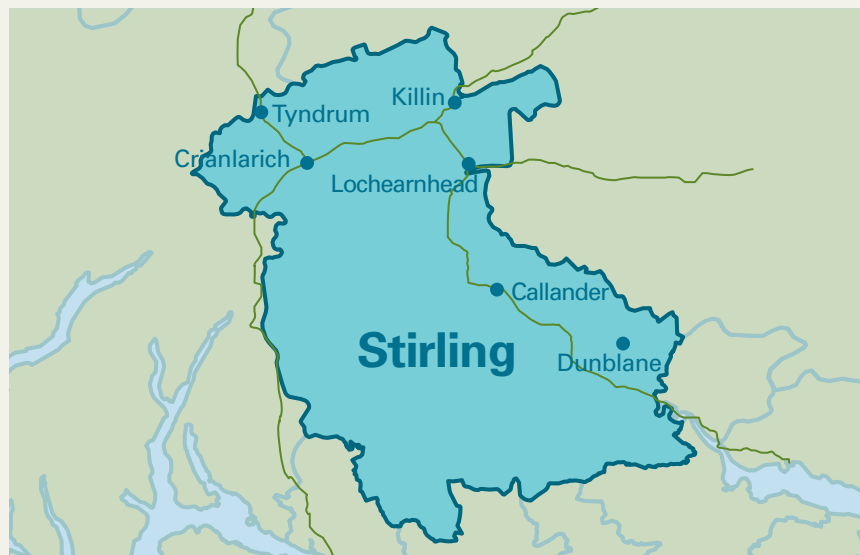 Killin
Tyndrum
Crianlarich
Lochearnhead
Callander
Stirling
Dunblane